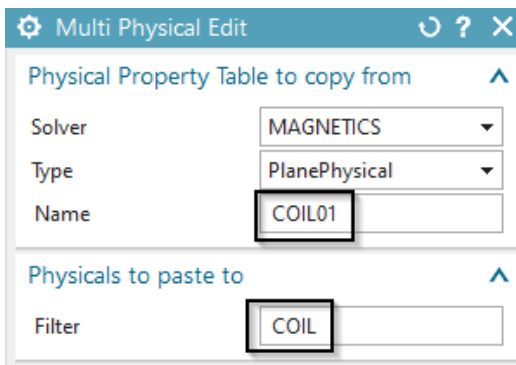 Multi Physical Edit ?
Physical Property Table to copy from
Solver MAGNETICS
Type PlanePhysical
Name COIL01
Physicals to paste to
Filter COIL